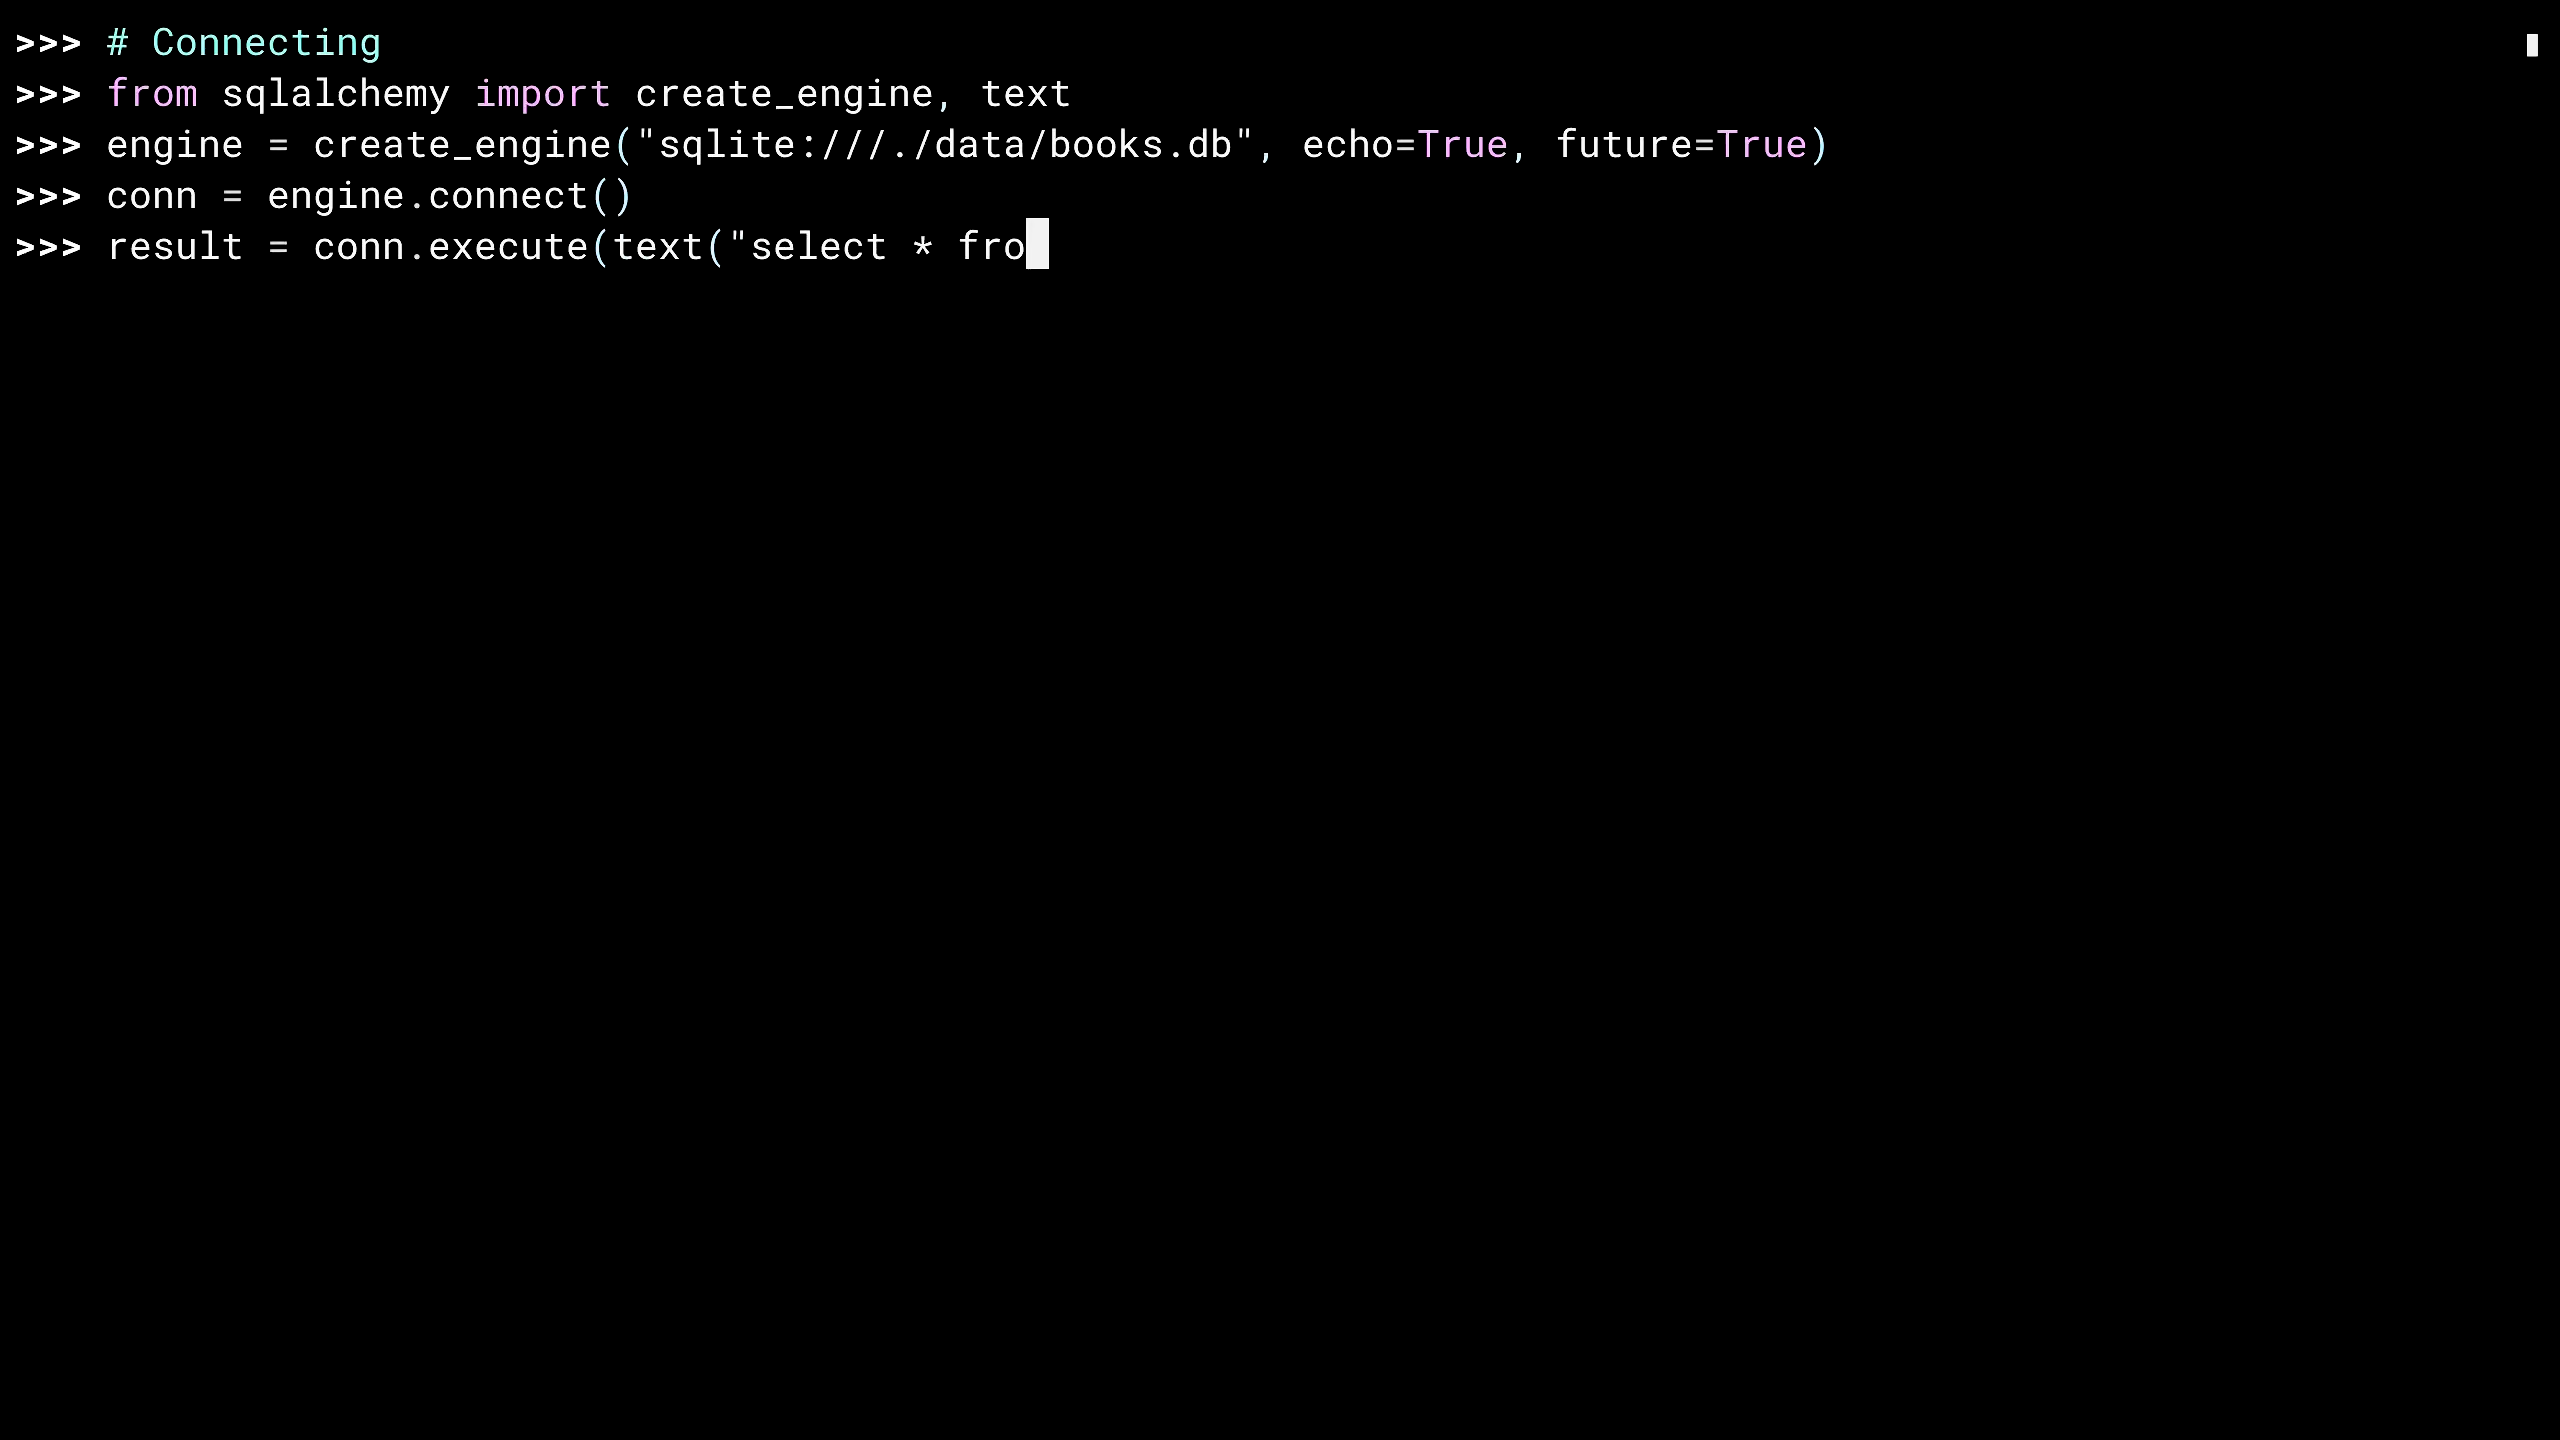 >>> # Connecting
>>> from sqlalchemy import create_engine, text
>>> engine = create_engine("sqlite:///./data/books.db", echo=True, future=True)
>>> conn = engine.connect()
>>> result = conn.execute(text("select * fro